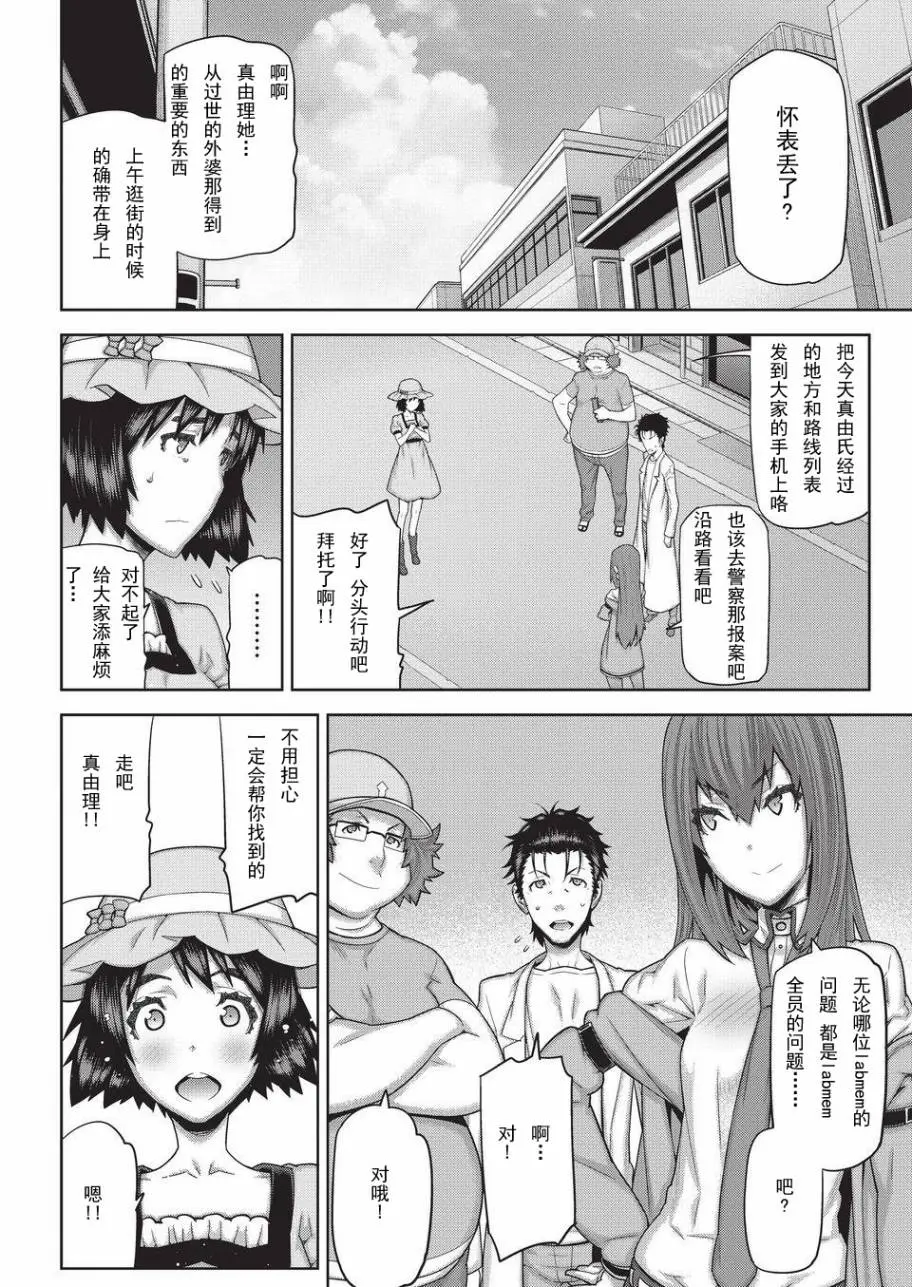 怀表丢了?
啊啊
真由理她…
从过世的外婆那得到
的重要的东西
上午逛街的时候
的确带在身上
把今天真由氏经过
的地方和路线列表
发到大家的手机上咯
也该去警察那报案吧
沿路看看吧
好了 分头行动吧
拜托了啊!!
………
对不起了
给大家添麻烦
了…
无论哪位labmem的
问题 都是labmem
全员的问题……
吧?
啊…
对!
对哦!
不用担心
一定会帮你找到的
走吧
真由理!!
嗯!!